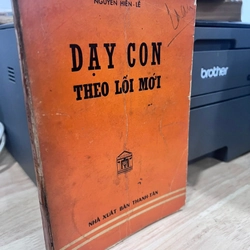 NGUYỄN HIẾN-LÊ
DẠY CON
THEO LỐI MỚI
NHÀ XUẤT BẢN THANH-TÂN
brother